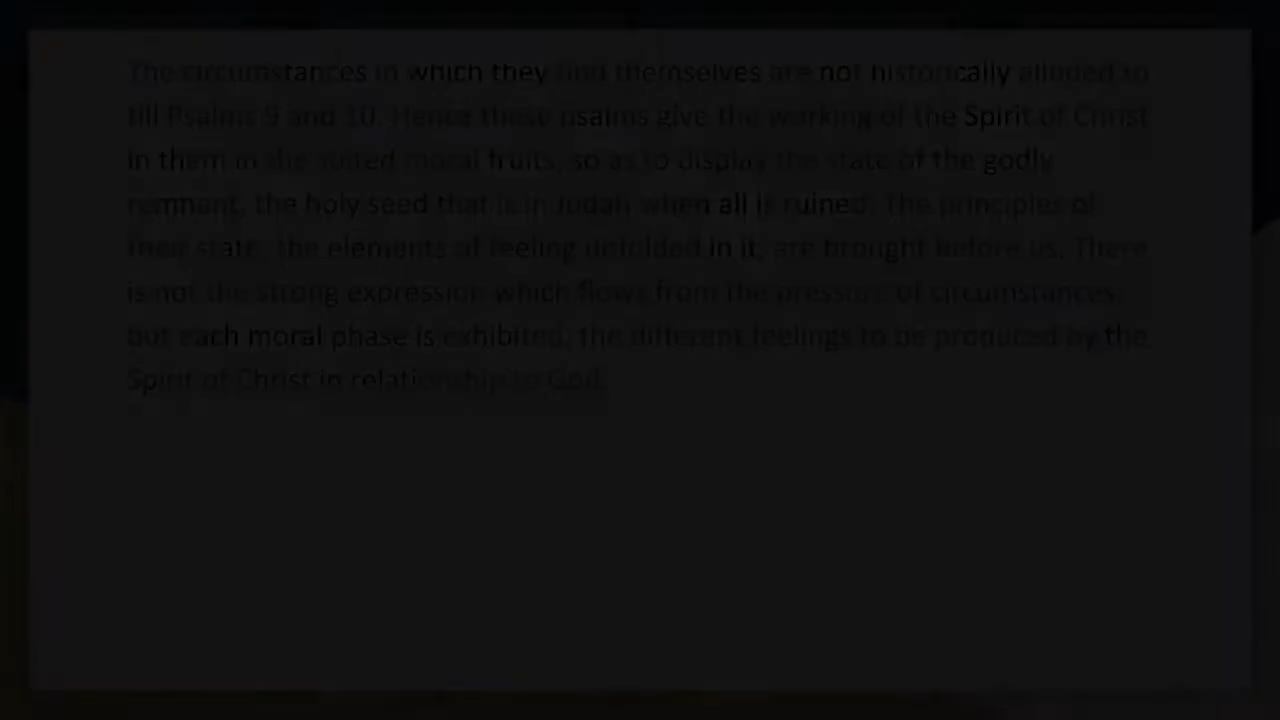 The circumstances in which they find themselves are not historically alluded to
till Psalms 9 and 10. Hence these psalms give the working of the Spirit of Christ
in them in the suited moral fruits, so as to display the state of the godly
remnant, the holy seed that is in Judah when all is ruined. The principles of
their state, the elements of feeling unfolded in it, are brought before us. There
is not the strong expression which flows from the pressure of circumstances,
but each moral phase is exhibited, the different feelings to be produced by the
Spirit of Christ in relationship to God.